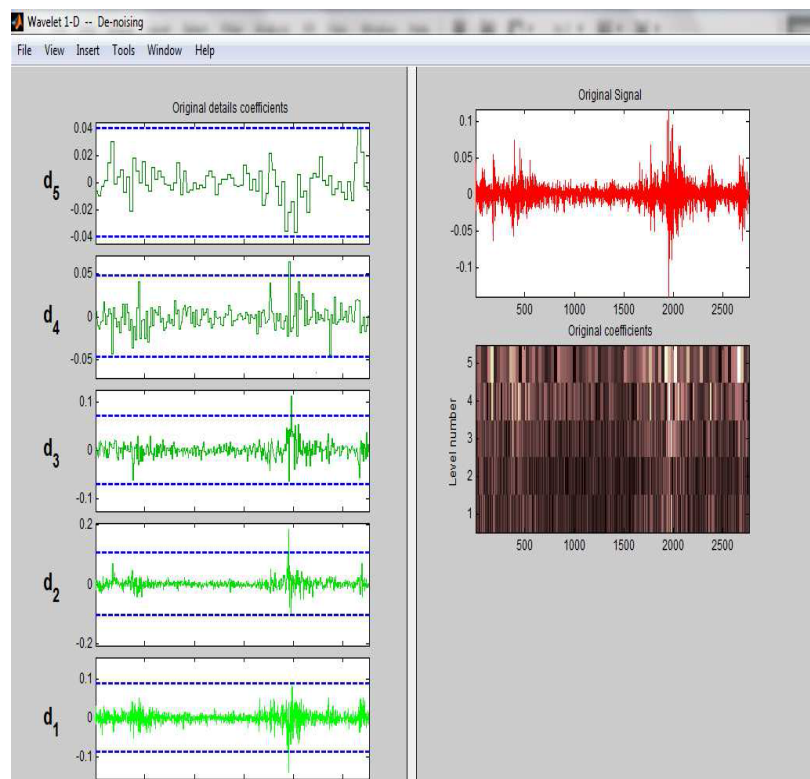 Wavelet 1-D -- De-noising
File View Insert Tools Window Help
Original details coefficients
d5
0.04
0.02
0
-0.02
-0.04
d4
0.05
0
-0.05
d3
0.1
0
-0.1
d2
0.2
0
-0.2
d1
0.1
0
-0.1
Original Signal
0.1
0.05
0
-0.05
-0.1
500 1000 1500 2000 2500
Original coefficients
Level number
5
4
3
2
1
500 1000 1500 2000 2500